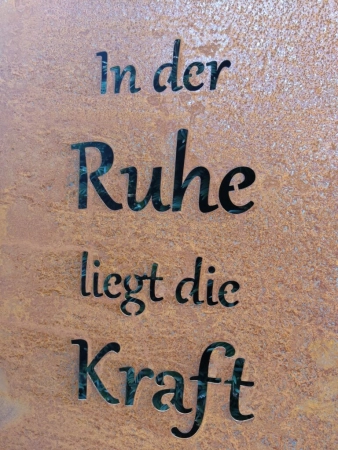 In der
Ruhe
liegt die
Kraft